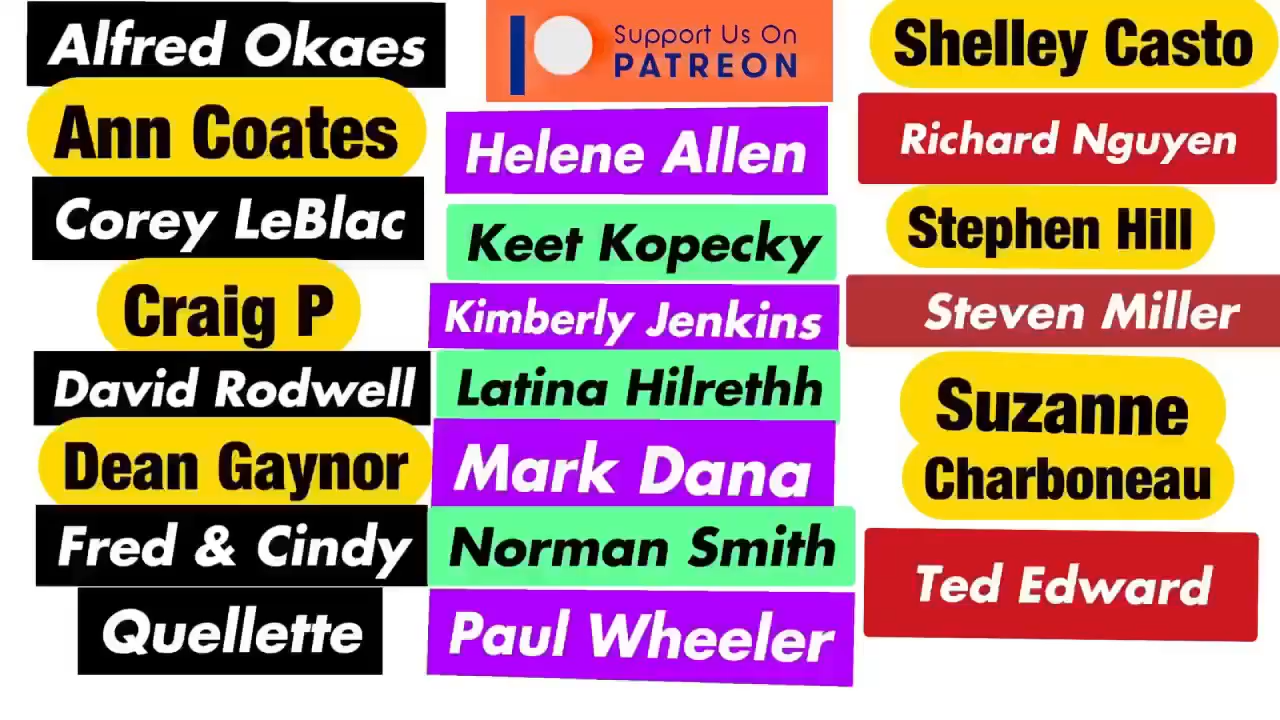 Alfred Okaes
Ann Coates
Corey LeBlac
Craig P
David Rodwell
Dean Gaynor
Fred & Cindy
Quellette
Support Us On
PATREON
Helene Allen
Keet Kopecky
Kimberly Jenkins
Latina Hilrethh
Mark Dana
Norman Smith
Paul Wheeler
Shelley Casto
Richard Nguyen
Stephen Hill
Steven Miller
Suzanne
Charboneau
Ted Edward